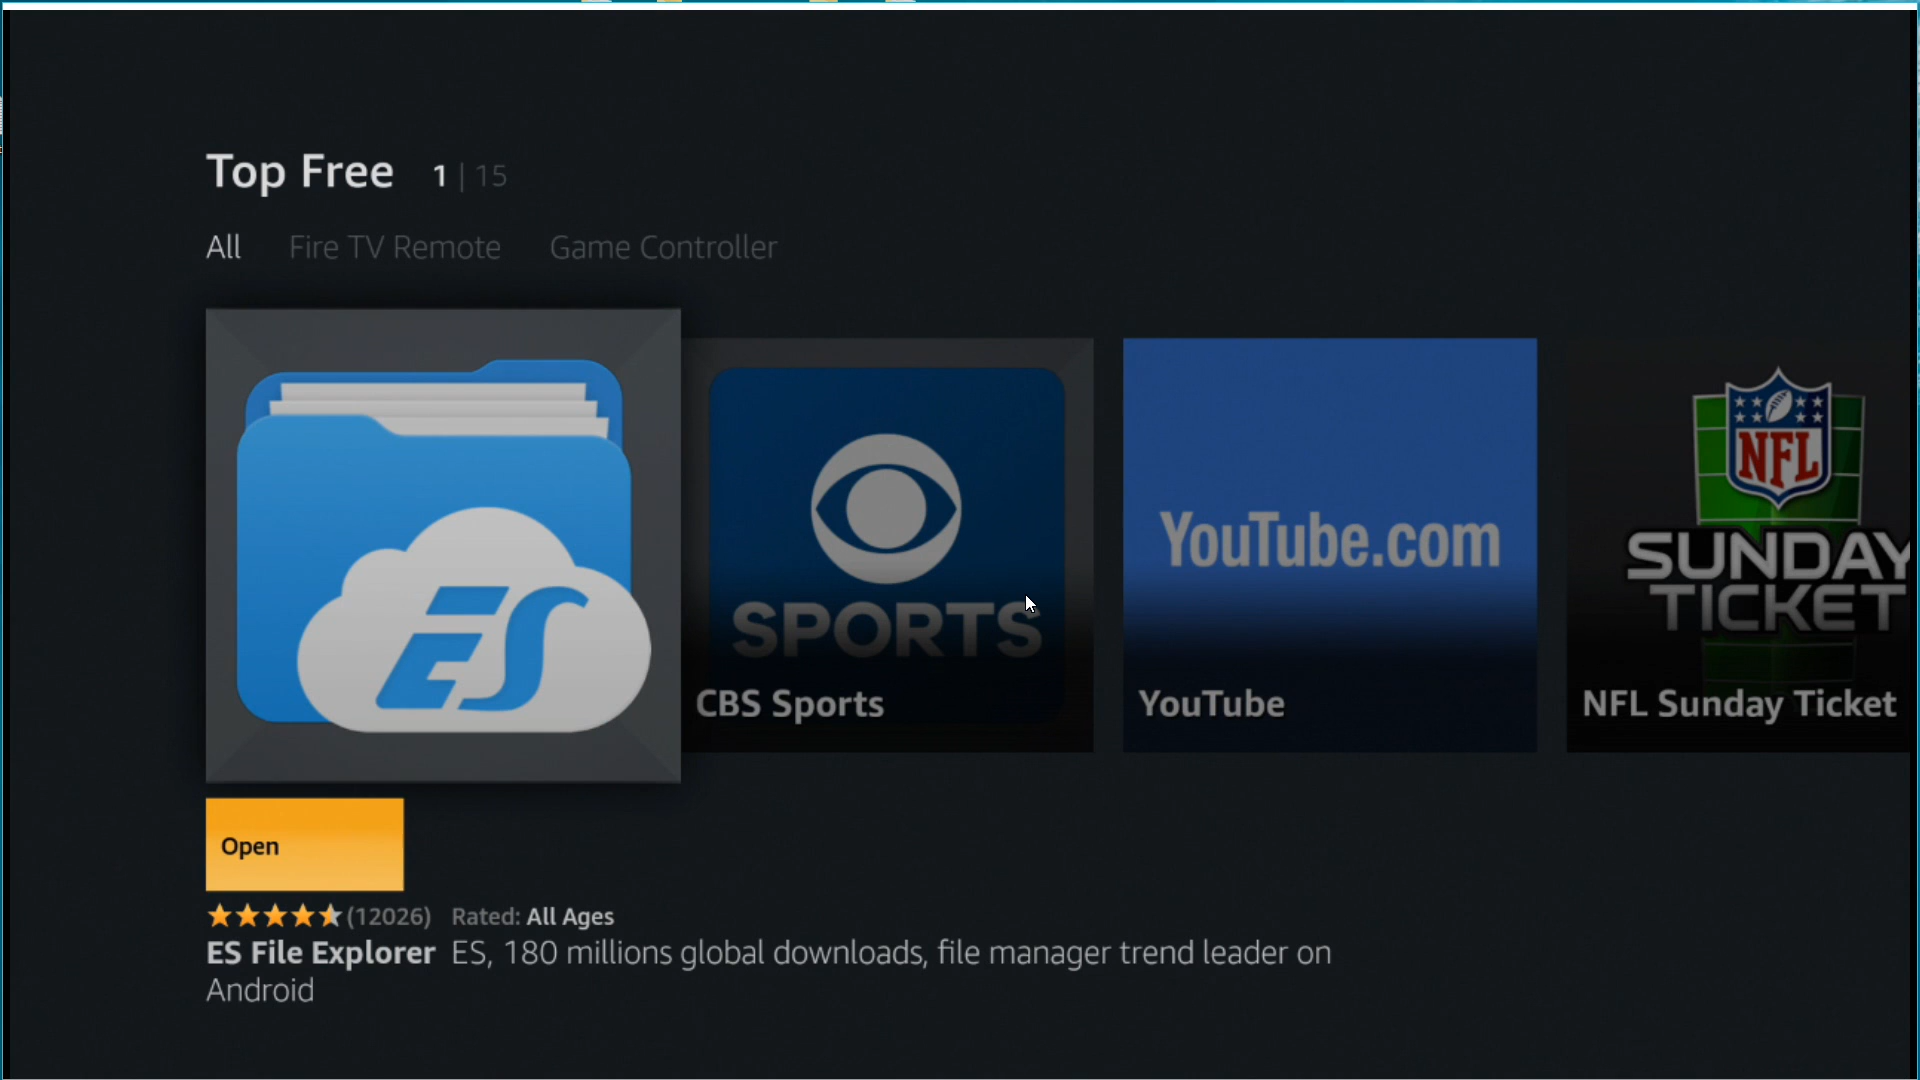 Top Free 1 | 15
All Fire TV Remote Game Controller
ES
SPORTS
CBS Sports
YouTube.com
YouTube
NFL
SUNDAY
TICKET
NFL Sunday Ticket
Open
(12026) Rated: All Ages
ES File Explorer ES, 180 millions global downloads, file manager trend leader on
Android